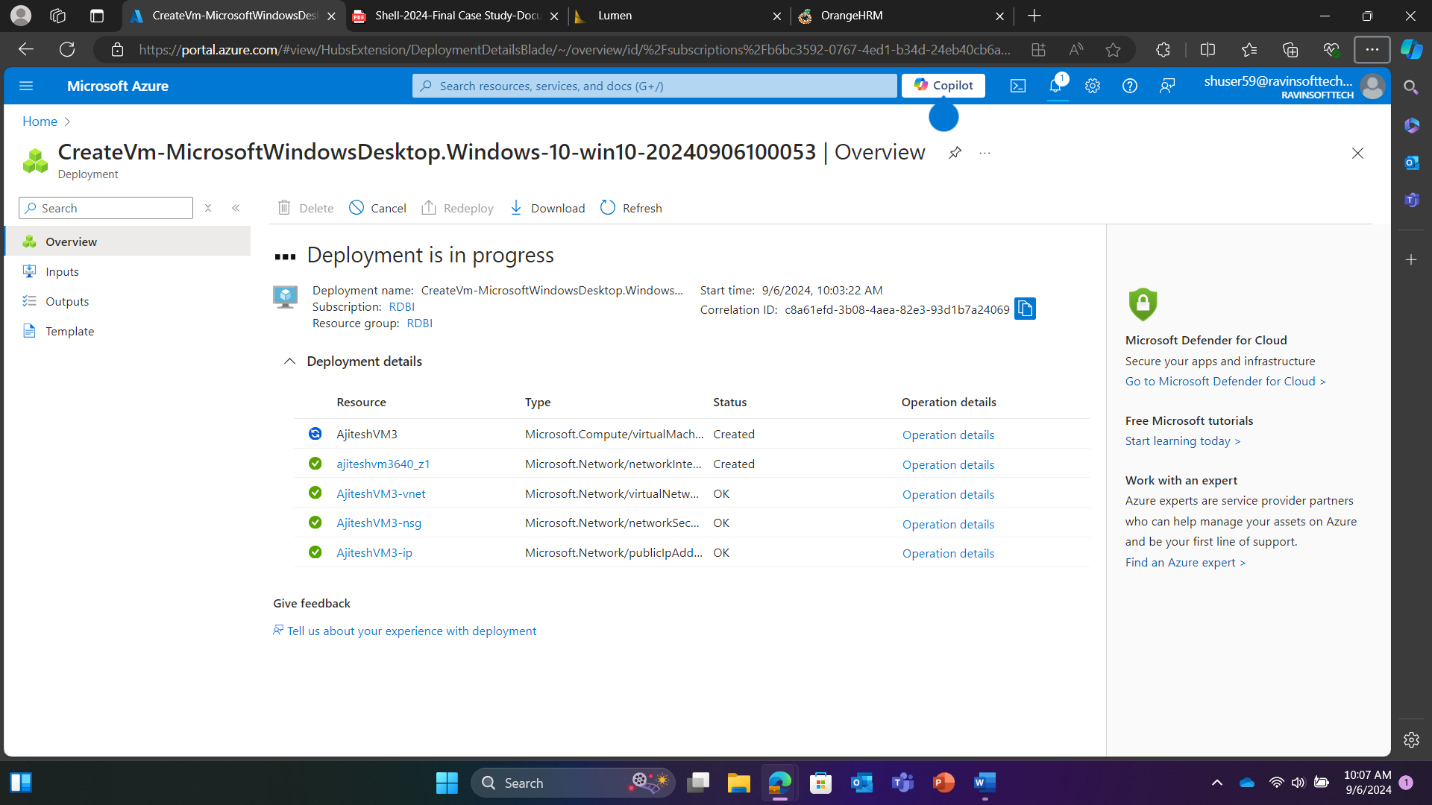 CreateVm-MicrosoftWindowsDesk
Shell-2024-Final Case Study-Docu
Lumen
OrangeHRM
https://portal.azure.com/#view/HubsExtension/DeploymentDetailsBlade/~/overview/id/%2Fsubscriptions%2Fb6bc3592-0767-4ed1-b34d-24eb40cb6a...
Microsoft Azure
Search resources, services, and docs (G+/)
Copilot
1
shuser59@ravinsofttech...
RAVINSOFTTECH
Home >
CreateVm-MicrosoftWindowsDesktop.Windows-10-win10-20240906100053 | Overview
Deployment
Search
Delete
Cancel
Redeploy
Download
Refresh
Overview
Inputs
Outputs
Template
Deployment is in progress
Deployment name: CreateVm-MicrosoftWindowsDesktop.Windows...
Subscription: RDBI
Resource group: RDBI
Start time: 9/6/2024, 10:03:22 AM
Correlation ID: c8a61efd-3b08-4aea-82e3-93d1b7a24069
Deployment details
Resource Type Status Operation details
AjiteshVM3 Microsoft.Compute/virtualMach... Created Operation details
ajiteshvm3640_z1 Microsoft.Network/networkInte... Created Operation details
AjiteshVM3-vnet Microsoft.Network/virtualNetw... OK Operation details
AjiteshVM3-nsg Microsoft.Network/networkSec... OK Operation details
AjiteshVM3-ip Microsoft.Network/publicIpAdd... OK Operation details
Give feedback
Tell us about your experience with deployment
Microsoft Defender for Cloud
Secure your apps and infrastructure
Go to Microsoft Defender for Cloud >
Free Microsoft tutorials
Start learning today >
Work with an expert
Azure experts are service provider partners
who can help manage your assets on Azure
and be your first line of support.
Find an Azure expert >
Search
10:07 AM
9/6/2024
1